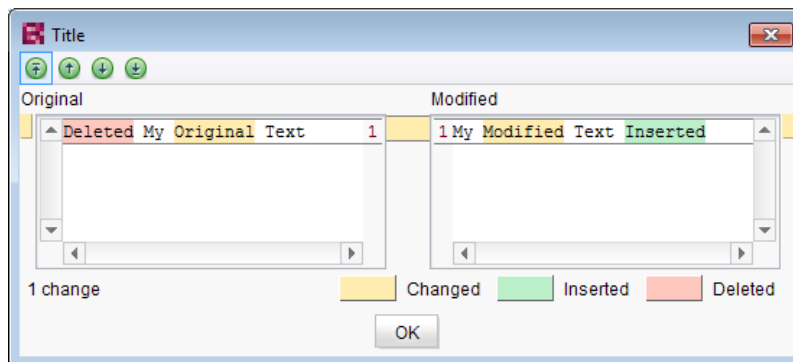 Title
Original Modified
Deleted My Original Text 1 1 My Modified Text Inserted
1 change Changed Inserted Deleted
OK